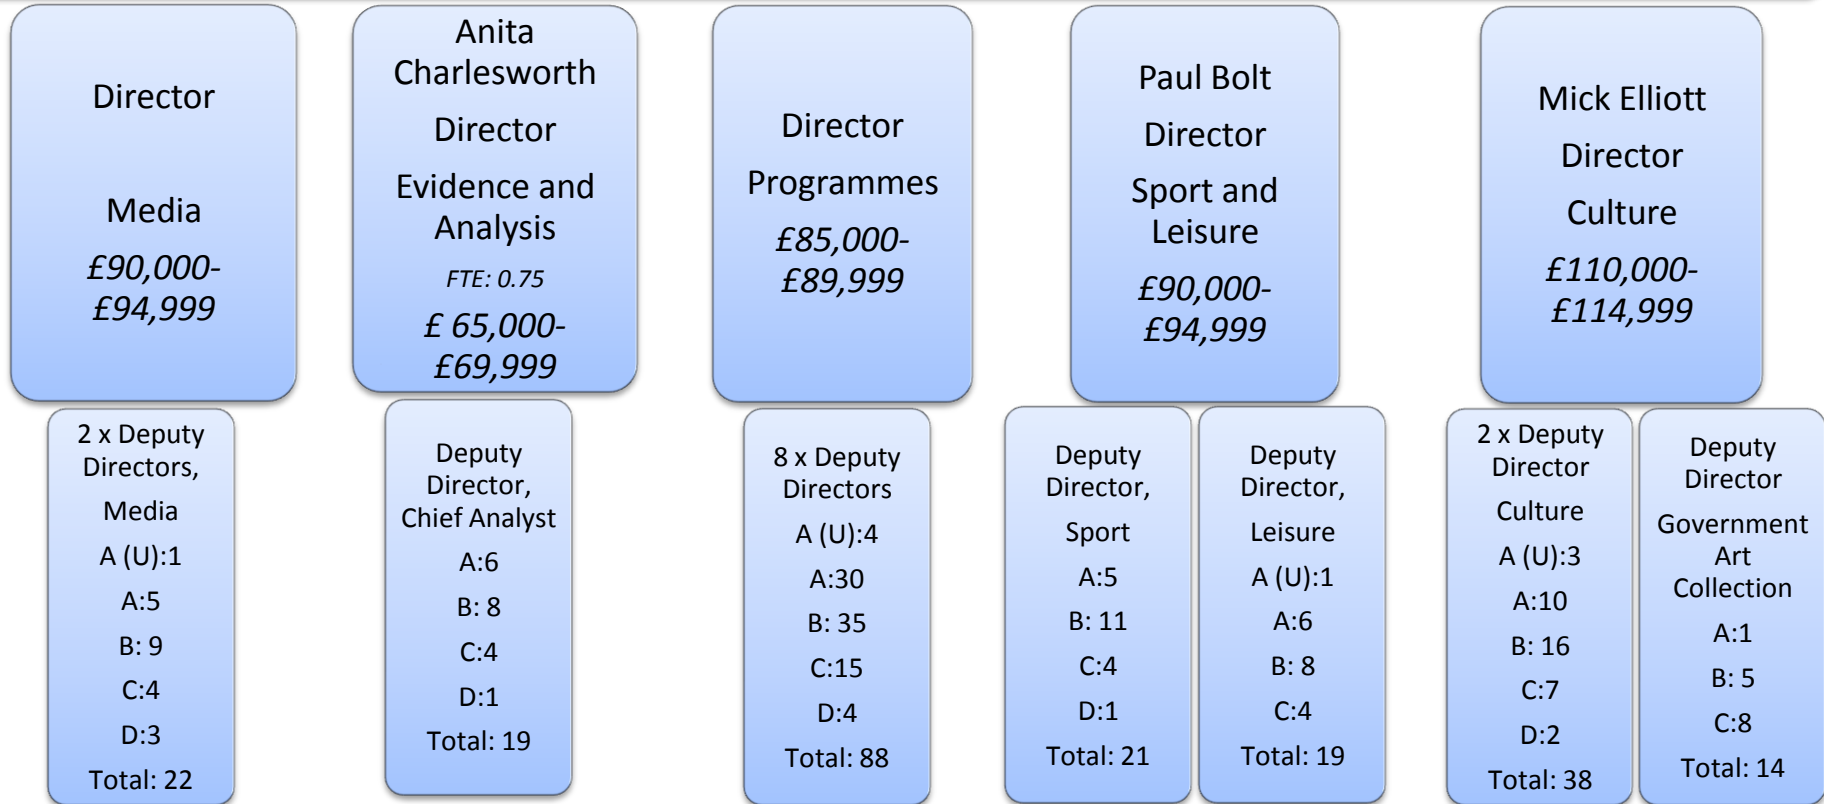 Director
Media
£90,000-
£94,999
Anita
Charlesworth
Director
Evidence and
Analysis
FTE: 0.75
£ 65,000-
£69,999
Director
Programmes
£85,000-
£89,999
Paul Bolt
Director
Sport and
Leisure
£90,000-
£94,999
Mick Elliott
Director
Culture
£110,000-
£114,999
2 x Deputy
Directors,
Media
A (U):1
A:5
B: 9
C:4
D:3
Total: 22
Deputy
Director,
Chief Analyst
A:6
B: 8
C:4
D:1
Total: 19
8 x Deputy
Directors
A (U):4
A:30
B: 35
C:15
D:4
Total: 88
Deputy
Director,
Sport
A:5
B: 11
C:4
D:1
Total: 21
Deputy
Director,
Leisure
A (U):1
A:6
B: 8
C:4
Total: 19
2 x Deputy
Director
Culture
A (U):3
A:10
B: 16
C:7
D:2
Total: 38
Deputy
Director
Government
Art
Collection
A:1
B: 5
C:8
Total: 14